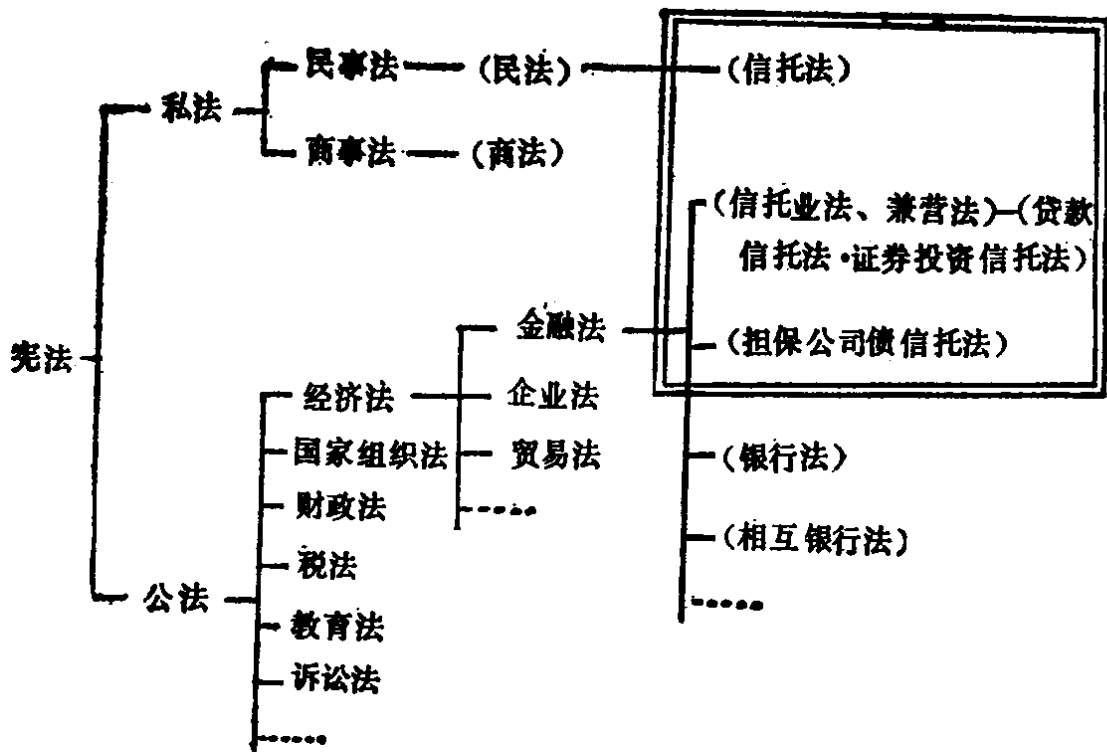 民事法 (民法) (信托法)
私法
商事法 (商法)
(信托业法、兼营法)-(贷款
信托法·证券投资信托法)
金融法
宪法 (担保公司债信托法)
经济法 企业法
国家组织法 贸易法 (银行法)
财政法
(相互银行法)
税法
公法
教育法
诉讼法